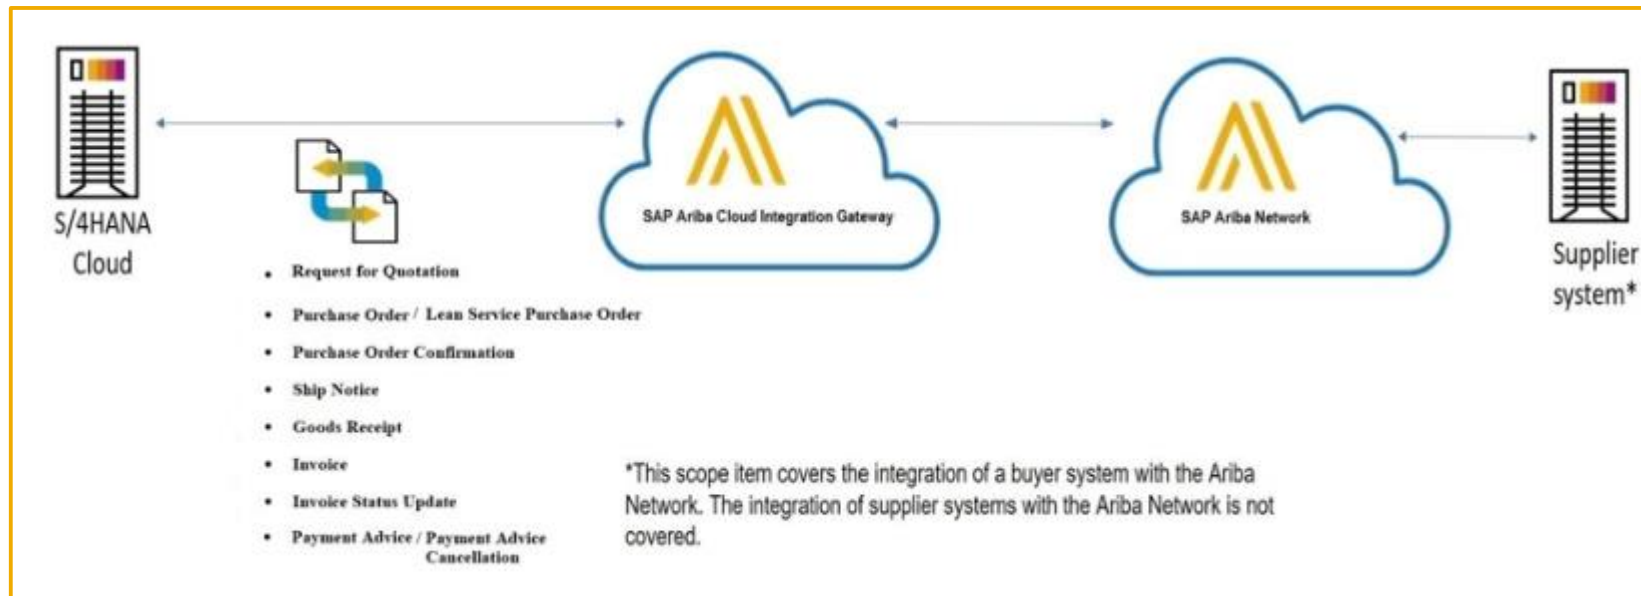 S/4HANA
Cloud
SAP Ariba Cloud Integration Gateway
SAP Ariba Network
Supplier
system*
• Request for Quotation
• Purchase Order / Lean Service Purchase Order
• Purchase Order Confirmation
• Ship Notice
• Goods Receipt
• Invoice
• Invoice Status Update
• Payment Advice / Payment Advice
Cancellation
*This scope item covers the integration of a buyer system with the Ariba
Network. The integration of supplier systems with the Ariba Network is not
covered.